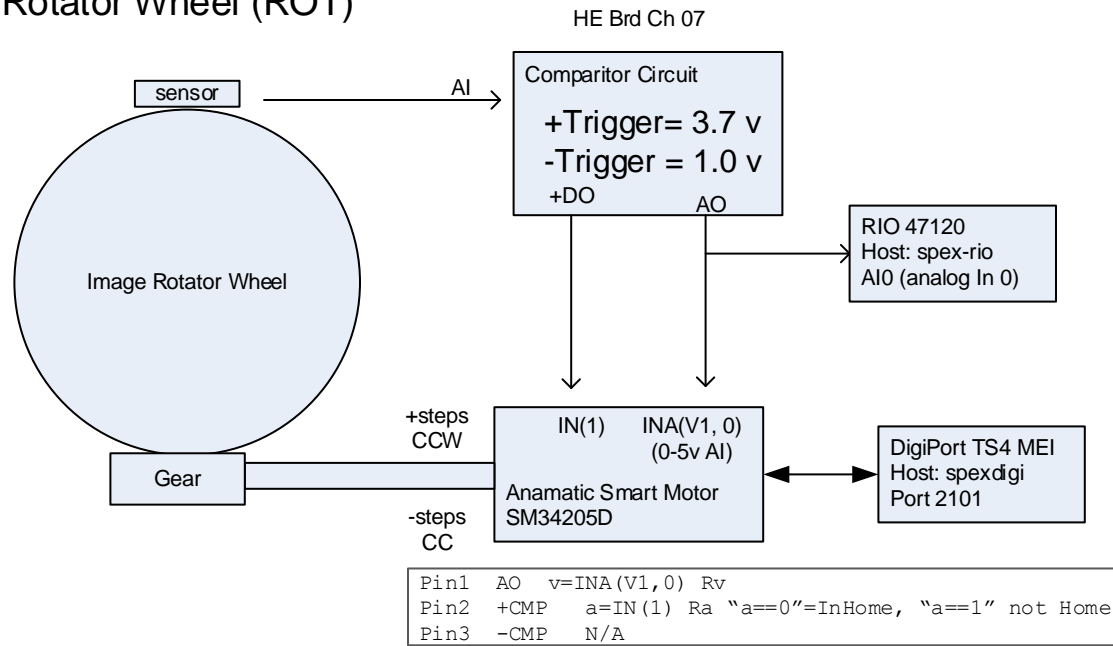 Rotator Wheel (ROT)
HE Brd Ch 07
sensor
AI
Comparitor Circuit
+Trigger= 3.7 v
-Trigger = 1.0 v
+DO
AO
RIO 47120
Host: spex-rio
AI0 (analog In 0)
Image Rotator Wheel
+steps
CCW
IN(1) INA(V1, 0)
(0-5v AI)
Anamatic Smart Motor
SM34205D
DigiPort TS4 MEI
Host: spexdigi
Port 2101
Gear
-steps
CC
Pin1 AO v=INA(V1,0) Rv
Pin2 +CMP a=IN(1) Ra “a==0”=InHome, “a==1” not Home
Pin3 -CMP N/A